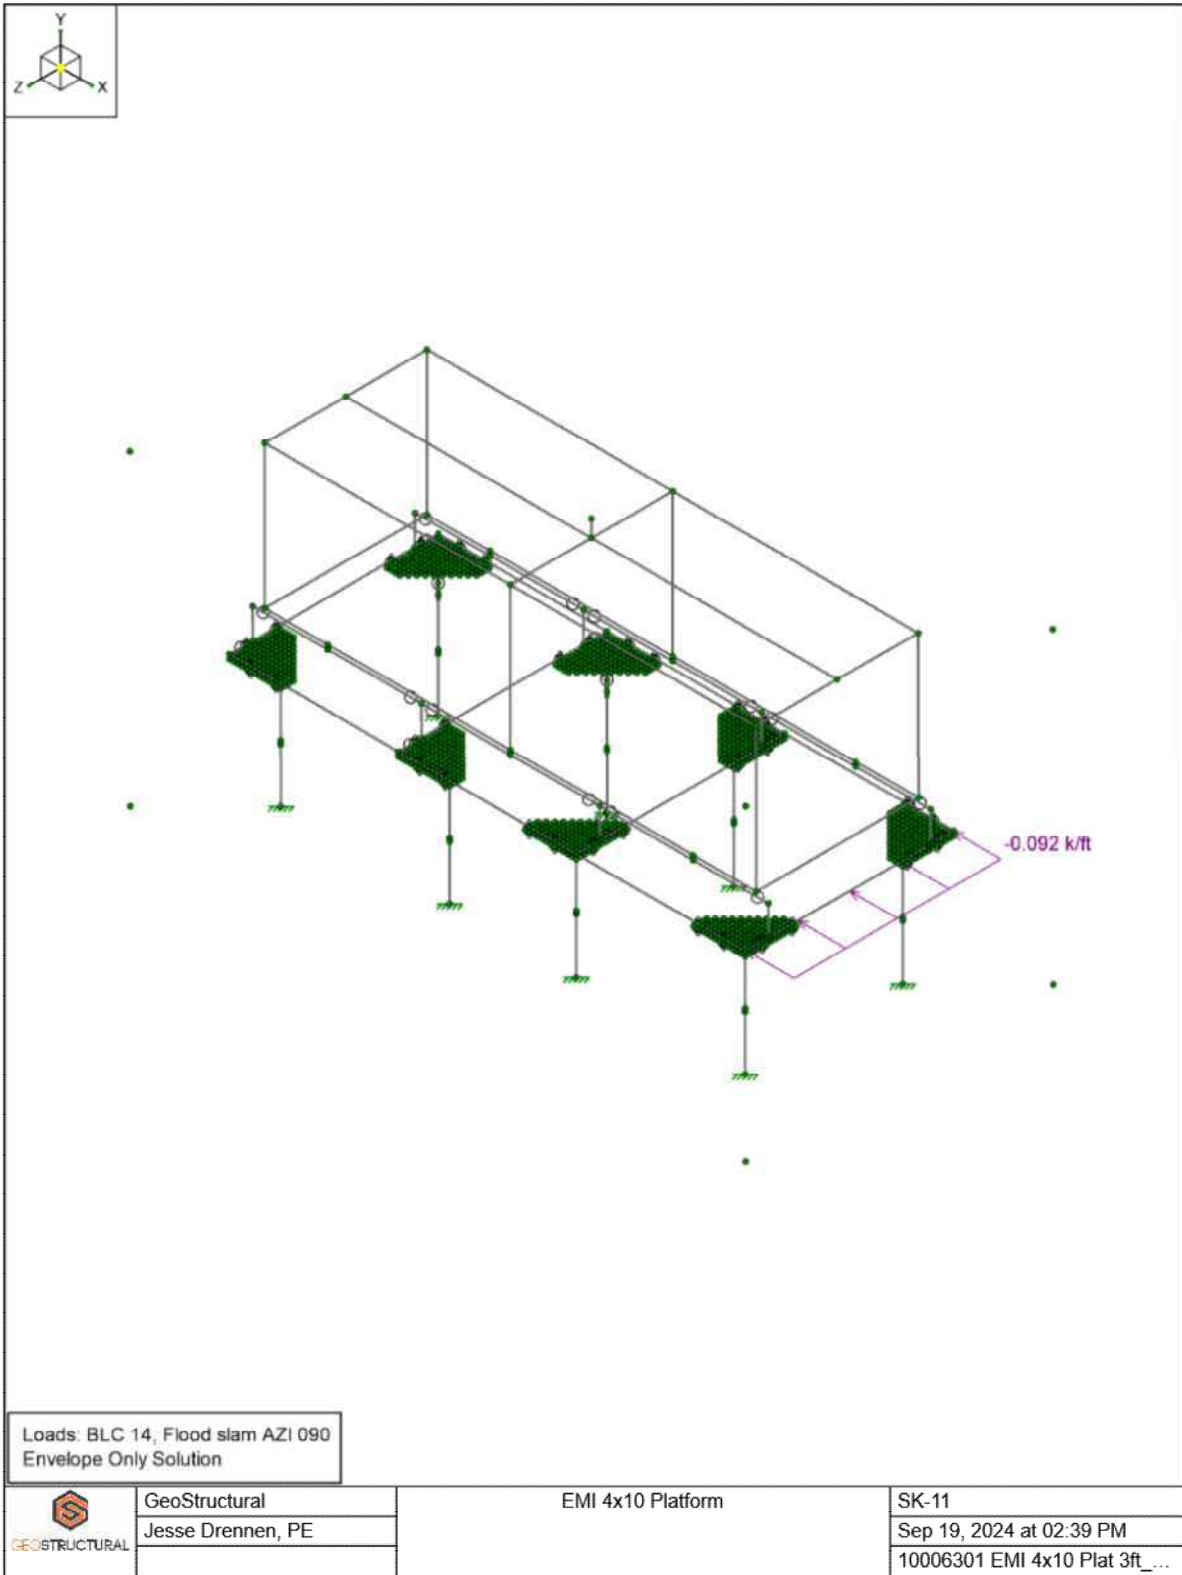 Y
Z
X
-0.092 k/ft
Loads: BLC 14, Flood slam AZI 090
Envelope Only Solution
GEOSTRUCTURAL
GeoStructural
Jesse Drennen, PE
EMI 4x10 Platform
SK-11
Sep 19, 2024 at 02:39 PM
10006301 EMI 4x10 Plat 3ft_...